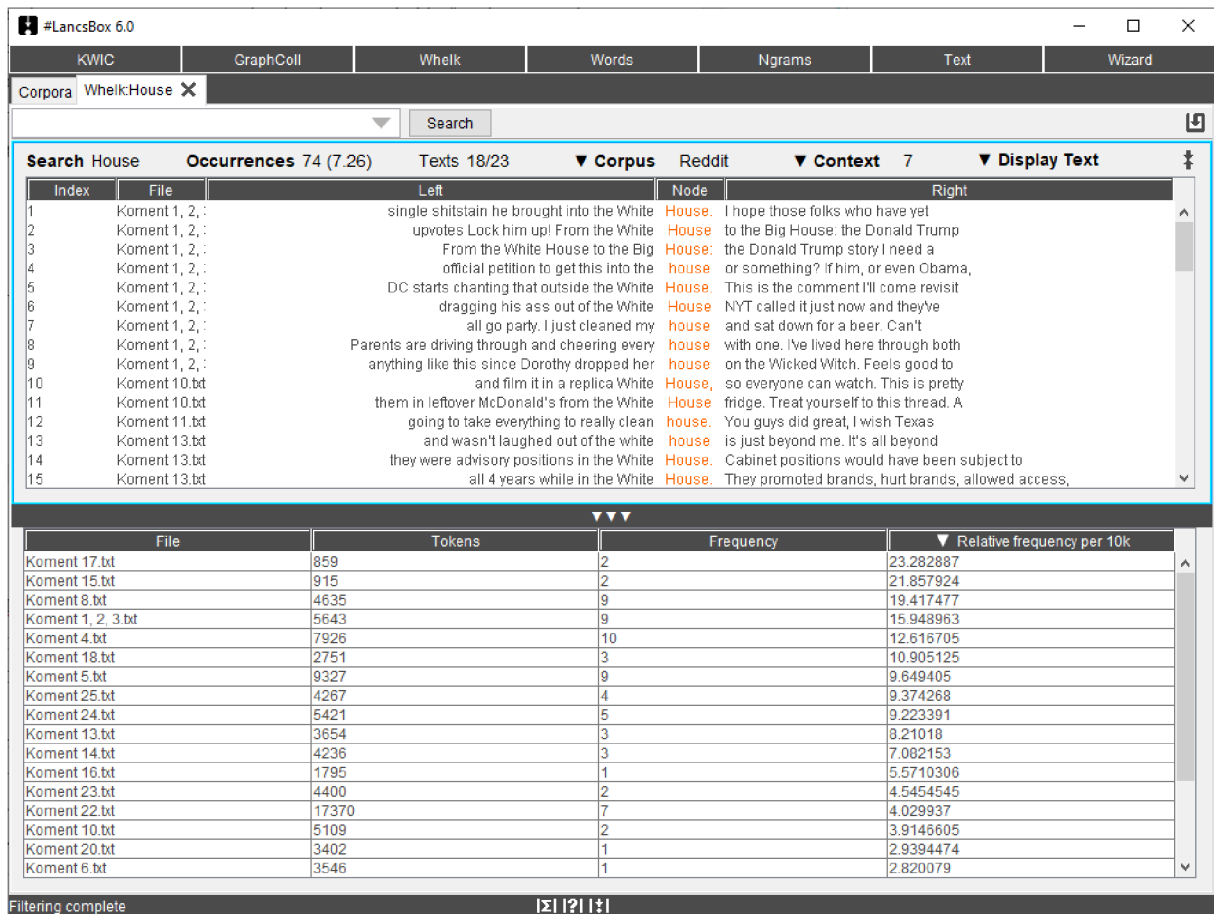 #LancsBox 6.0
KWIC GraphColl Whelk Words Ngrams Text Wizard
Corpora Whelk:House
Search
Search House Occurrences 74 (7.26) Texts 18/23 ▼ Corpus Reddit ▼ Context 7 ▼ Display Text
Index File Left Node Right
1 Koment 1, 2, single shitstain he brought into the White House. I hope those folks who have yet
2 Koment 1, 2, upvotes Lock him up! From the White House to the Big House: the Donald Trump
3 Koment 1, 2, From the White House to the Big House: the Donald Trump story I need a
4 Koment 1, 2, official petition to get this into the house or something? If him, or even Obama,
5 Koment 1, 2, DC starts chanting that outside the White House. This is the comment I'll come revisit
6 Koment 1, 2, dragging his ass out of the White House NYT called it just now and they've
7 Koment 1, 2, all go party. I just cleaned my house and sat down for a beer. Can't
8 Koment 1, 2, Parents are driving through and cheering every house with one. I've lived here through both
9 Koment 1, 2, anything like this since Dorothy dropped her house on the Wicked Witch. Feels good to
10 Koment 10.txt and film it in a replica White House, so everyone can watch. This is pretty
11 Koment 10.txt them in leftover McDonald's from the White House fridge. Treat yourself to this thread. A
12 Koment 11.txt going to take everything to really clean house. You guys did great, I wish Texas
13 Koment 13.txt and wasn't laughed out of the white house is just beyond me. It's all beyond
14 Koment 13.txt they were advisory positions in the White House. Cabinet positions would have been subject to
15 Koment 13.txt all 4 years while in the White House. They promoted brands, hurt brands, allowed access,
▼▼▼
File Tokens Frequency ▼ Relative frequency per 10k
Koment 17.txt 859 2 23.282887
Koment 15.txt 915 2 21.857924
Koment 8.txt 4635 9 19.417477
Koment 1, 2, 3.txt 5643 9 15.948963
Koment 4.txt 7926 10 12.616705
Koment 18.txt 2751 3 10.905125
Koment 5.txt 9327 9 9.649405
Koment 25.txt 4267 4 9.374268
Koment 24.txt 5421 5 9.223391
Koment 13.txt 3654 3 8.21018
Koment 14.txt 4236 3 7.082153
Koment 16.txt 1795 1 5.5710306
Koment 23.txt 4400 2 4.5454545
Koment 22.txt 17370 7 4.029937
Koment 10.txt 5109 2 3.9146605
Koment 20.txt 3402 1 2.9394474
Koment 6.txt 3546 1 2.820079
Filtering complete |Σ| |?| |‡|